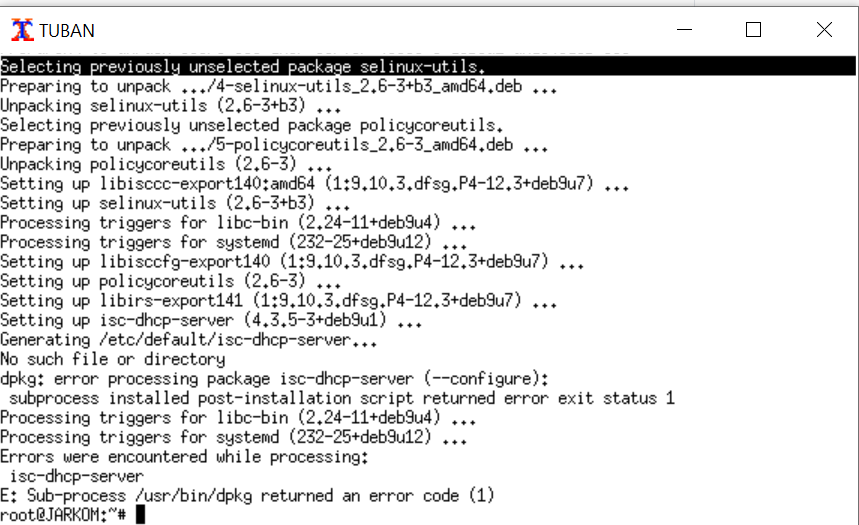 TUBAN
Selecting previously unselected package selinux-utils.
Preparing to unpack .../4-selinux-utils_2.6-3+b3_amd64.deb ...
Unpacking selinux-utils (2.6-3+b3) ...
Selecting previously unselected package policycoreutils.
Preparing to unpack .../5-policycoreutils_2.6-3_amd64.deb ...
Unpacking policycoreutils (2.6-3) ...
Setting up libisccc-export140:amd64 (1:9.10.3.dfsg.P4-12.3+deb9u7) ...
Setting up selinux-utils (2.6-3+b3) ...
Processing triggers for libc-bin (2.24-11+deb9u4) ...
Processing triggers for systemd (232-25+deb9u12) ...
Setting up libisccfg-export140 (1:9.10.3.dfsg.P4-12.3+deb9u7) ...
Setting up policycoreutils (2.6-3) ...
Setting up libirs-export141 (1:9.10.3.dfsg.P4-12.3+deb9u7) ...
Setting up isc-dhcp-server (4.3.5-3+deb9u1) ...
Generating /etc/default/isc-dhcp-server...
No such file or directory
dpkg: error processing package isc-dhcp-server (--configure):
 subprocess installed post-installation script returned error exit status 1
Processing triggers for libc-bin (2.24-11+deb9u4) ...
Processing triggers for systemd (232-25+deb9u12) ...
Errors were encountered while processing:
 isc-dhcp-server
E: Sub-process /usr/bin/dpkg returned an error code (1)
root@JARKOM:~#